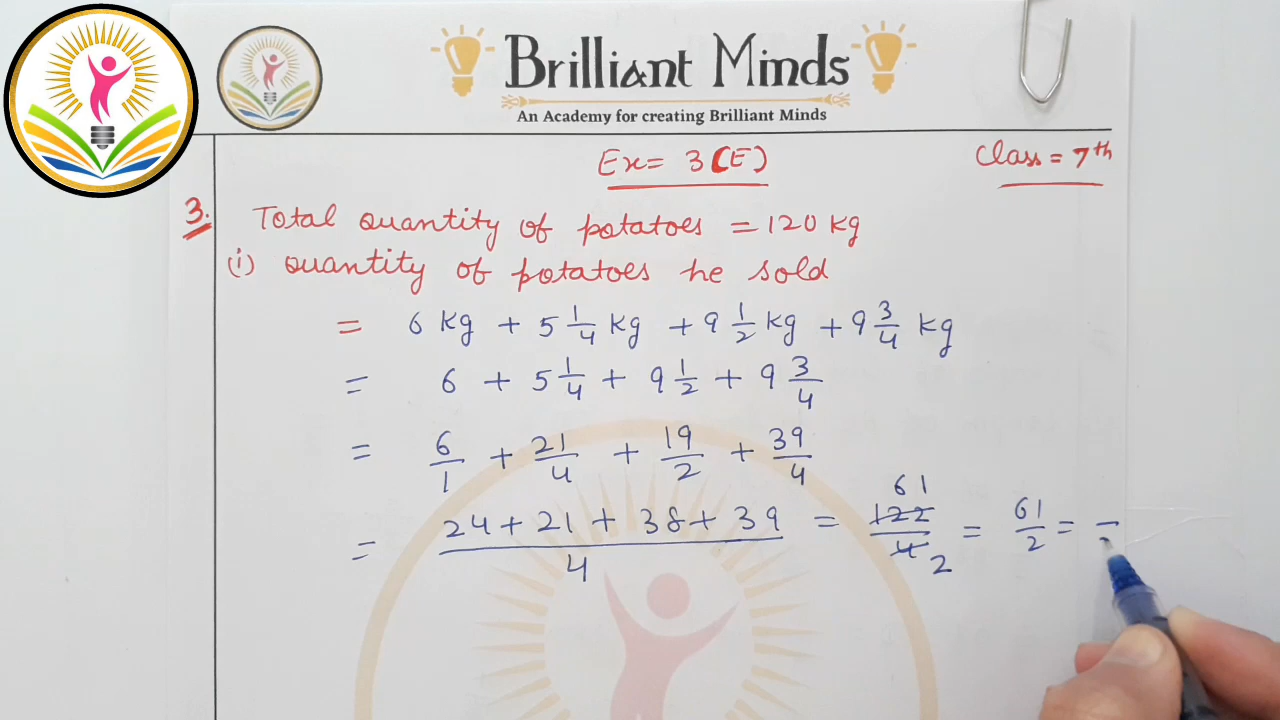 Brilliant Minds
An Academy for creating Brilliant Minds
Ex= 3(E)
Class = 7th
3. Total quantity of potatoes = 120 kg
(i) quantity of potatoes he sold
= 6 kg + 5 1/4 kg + 9 1/2 kg + 9 3/4 kg
= 6 + 5 1/4 + 9 1/2 + 9 3/4
= 6/1 + 21/4 + 19/2 + 39/4
= 24 + 21 + 38 + 39 / 4 = 61 122/4 2 = 61/2 =